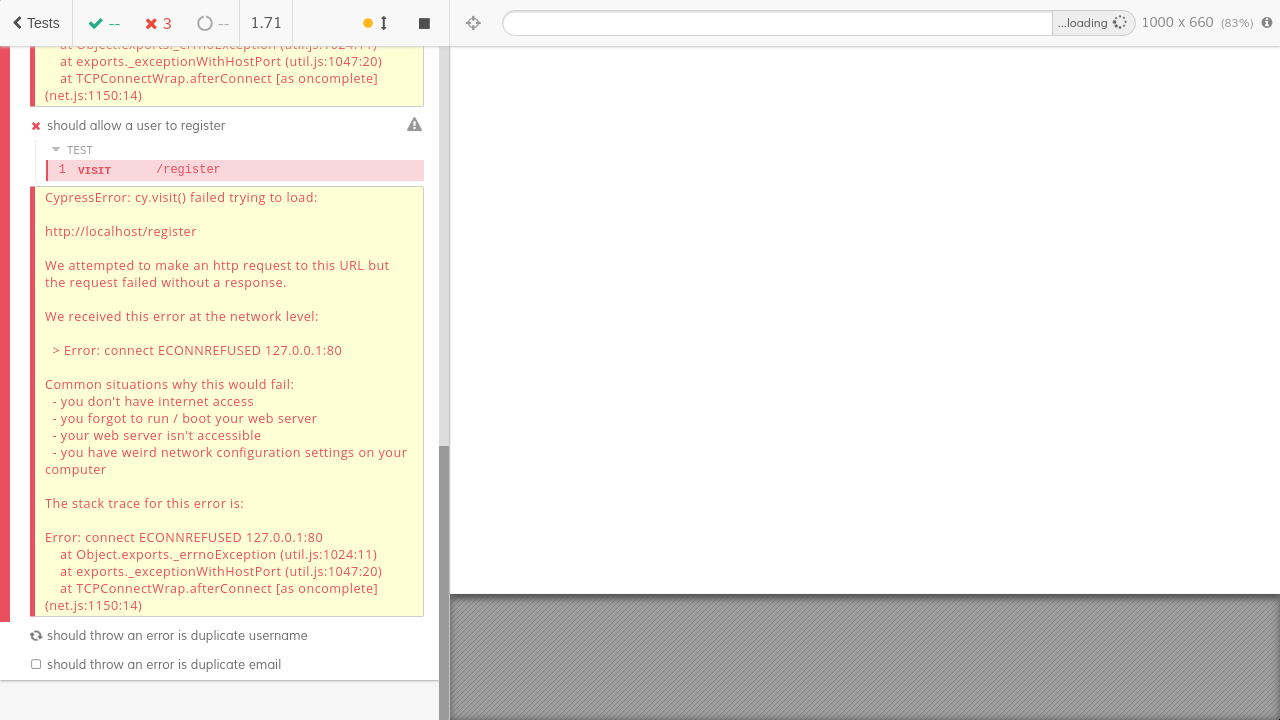 Tests -- 3 -- 1.71 ...loading 1000 x 660 (83%)
at Object.exports._errnoException (util.js:1024:11)
at exports._exceptionWithHostPort (util.js:1047:20)
at TCPConnectWrap.afterConnect [as oncomplete]
(net.js:1150:14)
should allow a user to register
TEST
1 VISIT /register
CypressError: cy.visit() failed trying to load:
http://localhost/register
We attempted to make an http request to this URL but
the request failed without a response.
We received this error at the network level:
> Error: connect ECONNREFUSED 127.0.0.1:80
Common situations why this would fail:
- you don't have internet access
- you forgot to run / boot your web server
- your web server isn't accessible
- you have weird network configuration settings on your
computer
The stack trace for this error is:
Error: connect ECONNREFUSED 127.0.0.1:80
at Object.exports._errnoException (util.js:1024:11)
at exports._exceptionWithHostPort (util.js:1047:20)
at TCPConnectWrap.afterConnect [as oncomplete]
(net.js:1150:14)
should throw an error is duplicate username
should throw an error is duplicate email